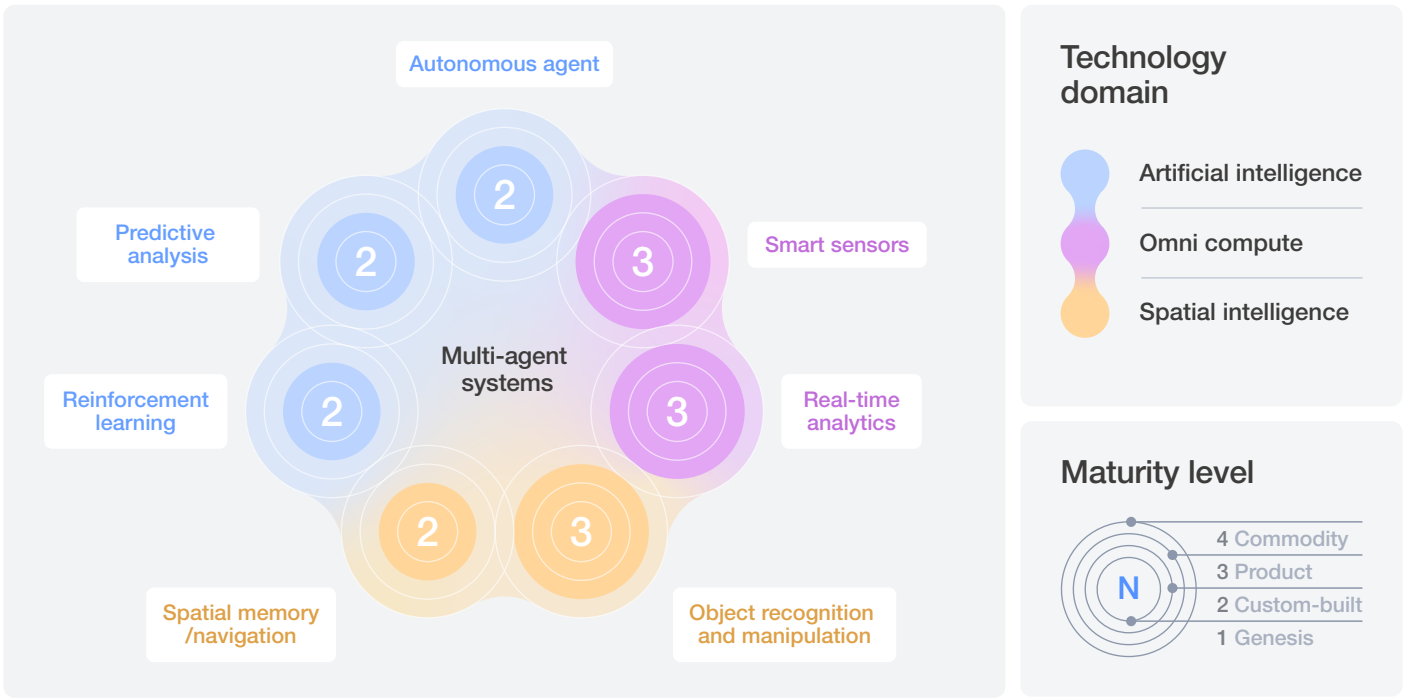 Autonomous agent
2
Predictive
analysis
2
3
Smart sensors
Multi-agent
systems
Reinforcement
learning
2
3
Real-time
analytics
2
3
Spatial memory
/navigation
Object recognition
and manipulation
Technology
domain
Artificial intelligence
Omni compute
Spatial intelligence
Maturity level
N
4 Commodity
3 Product
2 Custom-built
1 Genesis